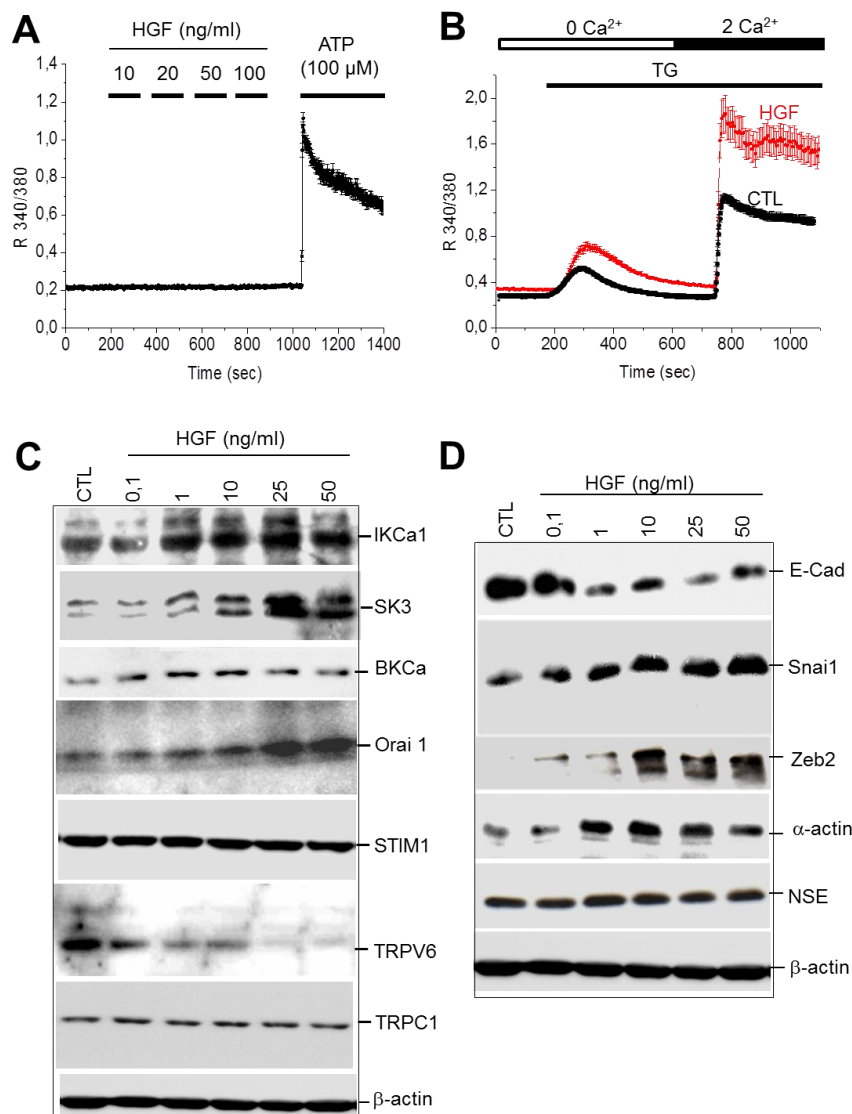 A
HGF (ng/ml)
10 20 50 100
ATP
(100 µM)
1,4
1,2
1,0
0,8
0,6
0,4
0,2
0,0
R 340/380
0 200 400 600 800 1000 1200 1400
Time (sec)
B
0 Ca²⁺ 2 Ca²⁺
TG
2,0
1,6
1,2
0,8
0,4
0,0
R 340/380
HGF
CTL
0 200 400 600 800 1000
Time (sec)
C
HGF (ng/ml)
CTL 0,1 1 10 25 50
IKCa1
SK3
BKCa
Orai 1
STIM1
TRPV6
TRPC1
β-actin
D
HGF (ng/ml)
CTL 0,1 1 10 25 50
E-Cad
Snai1
Zeb2
α-actin
NSE
β-actin